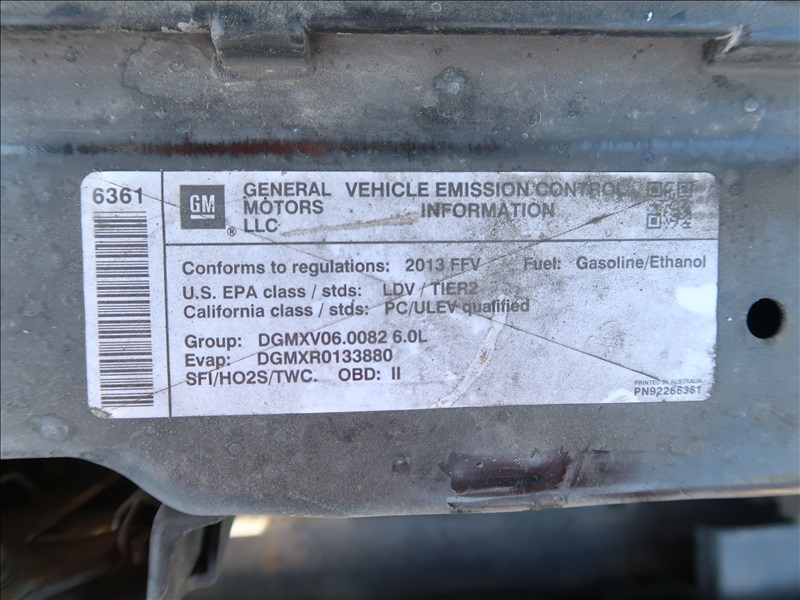 6361
GM
®
GENERAL MOTORS LLC
VEHICLE EMISSION CONTROL INFORMATION
Conforms to regulations: 2013 FFV Fuel: Gasoline/Ethanol
U.S. EPA class / stds: LDV / TIER2
California class / stds: PC/ULEV qualified
Group: DGMXV06.0082 6.0L
Evap: DGMXR0133880
SFI/HO2S/TWC. OBD: II
PRINTED IN AUSTRALIA
PN92266361